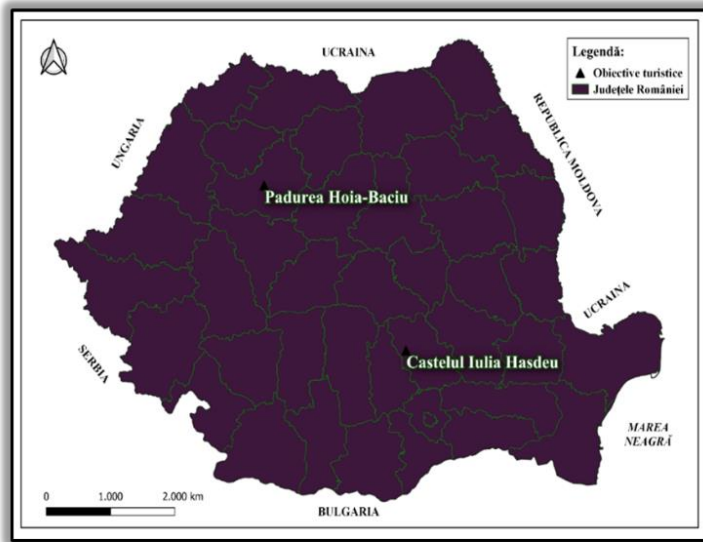 UCRAINA
Legendă:
Obiective turistice
Județele României
UNGARIA
REPUBLICA MOLDOVA
Padurea Hoia-Baciu
UCRAINA
Castelul Iulia Hasdeu
SERBIA
MAREA
NEAGRĂ
0 1.000 2.000 km
BULGARIA